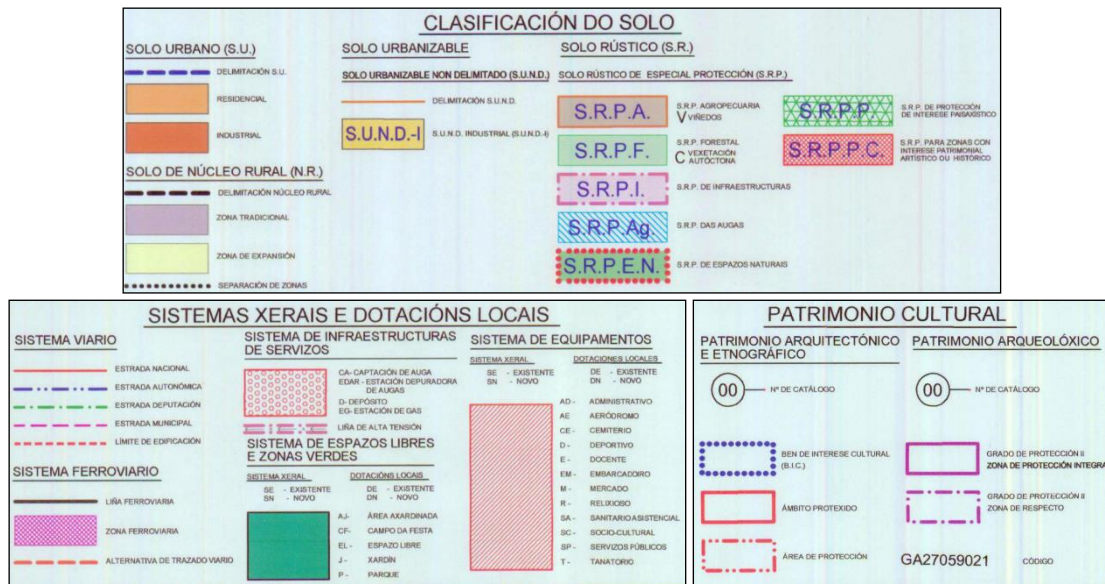 CLASIFICACIÓN DO SOLO
SOLO URBANO (S.U.)
DELIMITACIÓN S.U.
RESIDENCIAL
INDUSTRIAL
SOLO DE NÚCLEO RURAL (N.R.)
DELIMITACIÓN NÚCLEO RURAL
ZONA TRADICIONAL
ZONA DE EXPANSIÓN
SEPARACIÓN DE ZONAS
SOLO URBANIZABLE
SOLO URBANIZABLE NON DELIMITADO (S.U.N.D.)
DELIMITACIÓN S.U.N.D.
S.U.N.D.-I
S.U.N.D. INDUSTRIAL (S.U.N.D.-I)
SOLO RÚSTICO (S.R.)
SOLO RÚSTICO DE ESPECIAL PROTECCIÓN (S.R.P.)
S.R.P.A.
S.R.P. AGROPECUARIA
V VIÑEDOS
S.R.P.F.
S.R.P. FORESTAL
C VEXETACIÓN
AUTÓCTONA
S.R.P.I.
S.R.P. DE INFRAESTRUCTURAS
S.R.P.Ag.
S.R.P. DAS AUGAS
S.R.P.E.N.
S.R.P. DE ESPAZOS NATURAIS
S.R.P.P.
S.R.P. DE PROTECCIÓN
DE INTERESE PAISAXÍSTICO
S.R.P.P.C.
S.R.P. PARA ZONAS CON
INTERESE PATRIMONIAL
ARTÍSTICO OU HISTÓRICO
SISTEMAS XERAIS E DOTACIÓNS LOCAIS
SISTEMA VIARIO
ESTRADA NACIONAL
ESTRADA AUTONÓMICA
ESTRADA DEPUTACIÓN
ESTRADA MUNICIPAL
LÍMITE DE EDIFICACIÓN
SISTEMA FERROVIARIO
LIÑA FERROVIARIA
ZONA FERROVIARIA
ALTERNATIVA DE TRAZADO VIARIO
SISTEMA DE INFRAESTRUCTURAS
DE SERVIZOS
CA- CAPTACIÓN DE AUGA
EDAR - ESTACIÓN DEPURADORA
DE AUGAS
D- DEPÓSITO
EG- ESTACIÓN DE GAS
LIÑA DE ALTA TENSIÓN
SISTEMA DE ESPAZOS LIBRES
E ZONAS VERDES
SISTEMA XERAL
SE - EXISTENTE
SN - NOVO
DOTACIÓNS LOCAIS
DE - EXISTENTE
DN - NOVO
AJ- ÁREA AXARDINADA
CF- CAMPO DA FESTA
EL - ESPAZO LIBRE
J - XARDÍN
P - PARQUE
SISTEMA DE EQUIPAMENTOS
SISTEMA XERAL
SE - EXISTENTE
SN - NOVO
DOTACIONES LOCALES
DE - EXISTENTE
DN - NOVO
AD - ADMINISTRATIVO
AE AERÓDROMO
CE - CEMITERIO
D - DEPORTIVO
E - DOCENTE
EM - EMBARCADOIRO
M - MERCADO
R - RELIXIOSO
SA - SANITARIO ASISTENCIAL
SC - SOCIO-CULTURAL
SP - SERVIZOS PÚBLICOS
T - TANATORIO
PATRIMONIO CULTURAL
PATRIMONIO ARQUITECTÓNICO
E ETNOGRÁFICO
00
Nº DE CATÁLOGO
BEN DE INTERESE CULTURAL
(B.I.C.)
ÁMBITO PROTEXIDO
ÁREA DE PROTECCIÓN
PATRIMONIO ARQUEOLÓXICO
00
Nº DE CATÁLOGO
GRADO DE PROTECCIÓN II
ZONA DE PROTECCIÓN INTEGRA
GRADO DE PROTECCIÓN II
ZONA DE RESPECTO
GA27059021
CÓDIGO